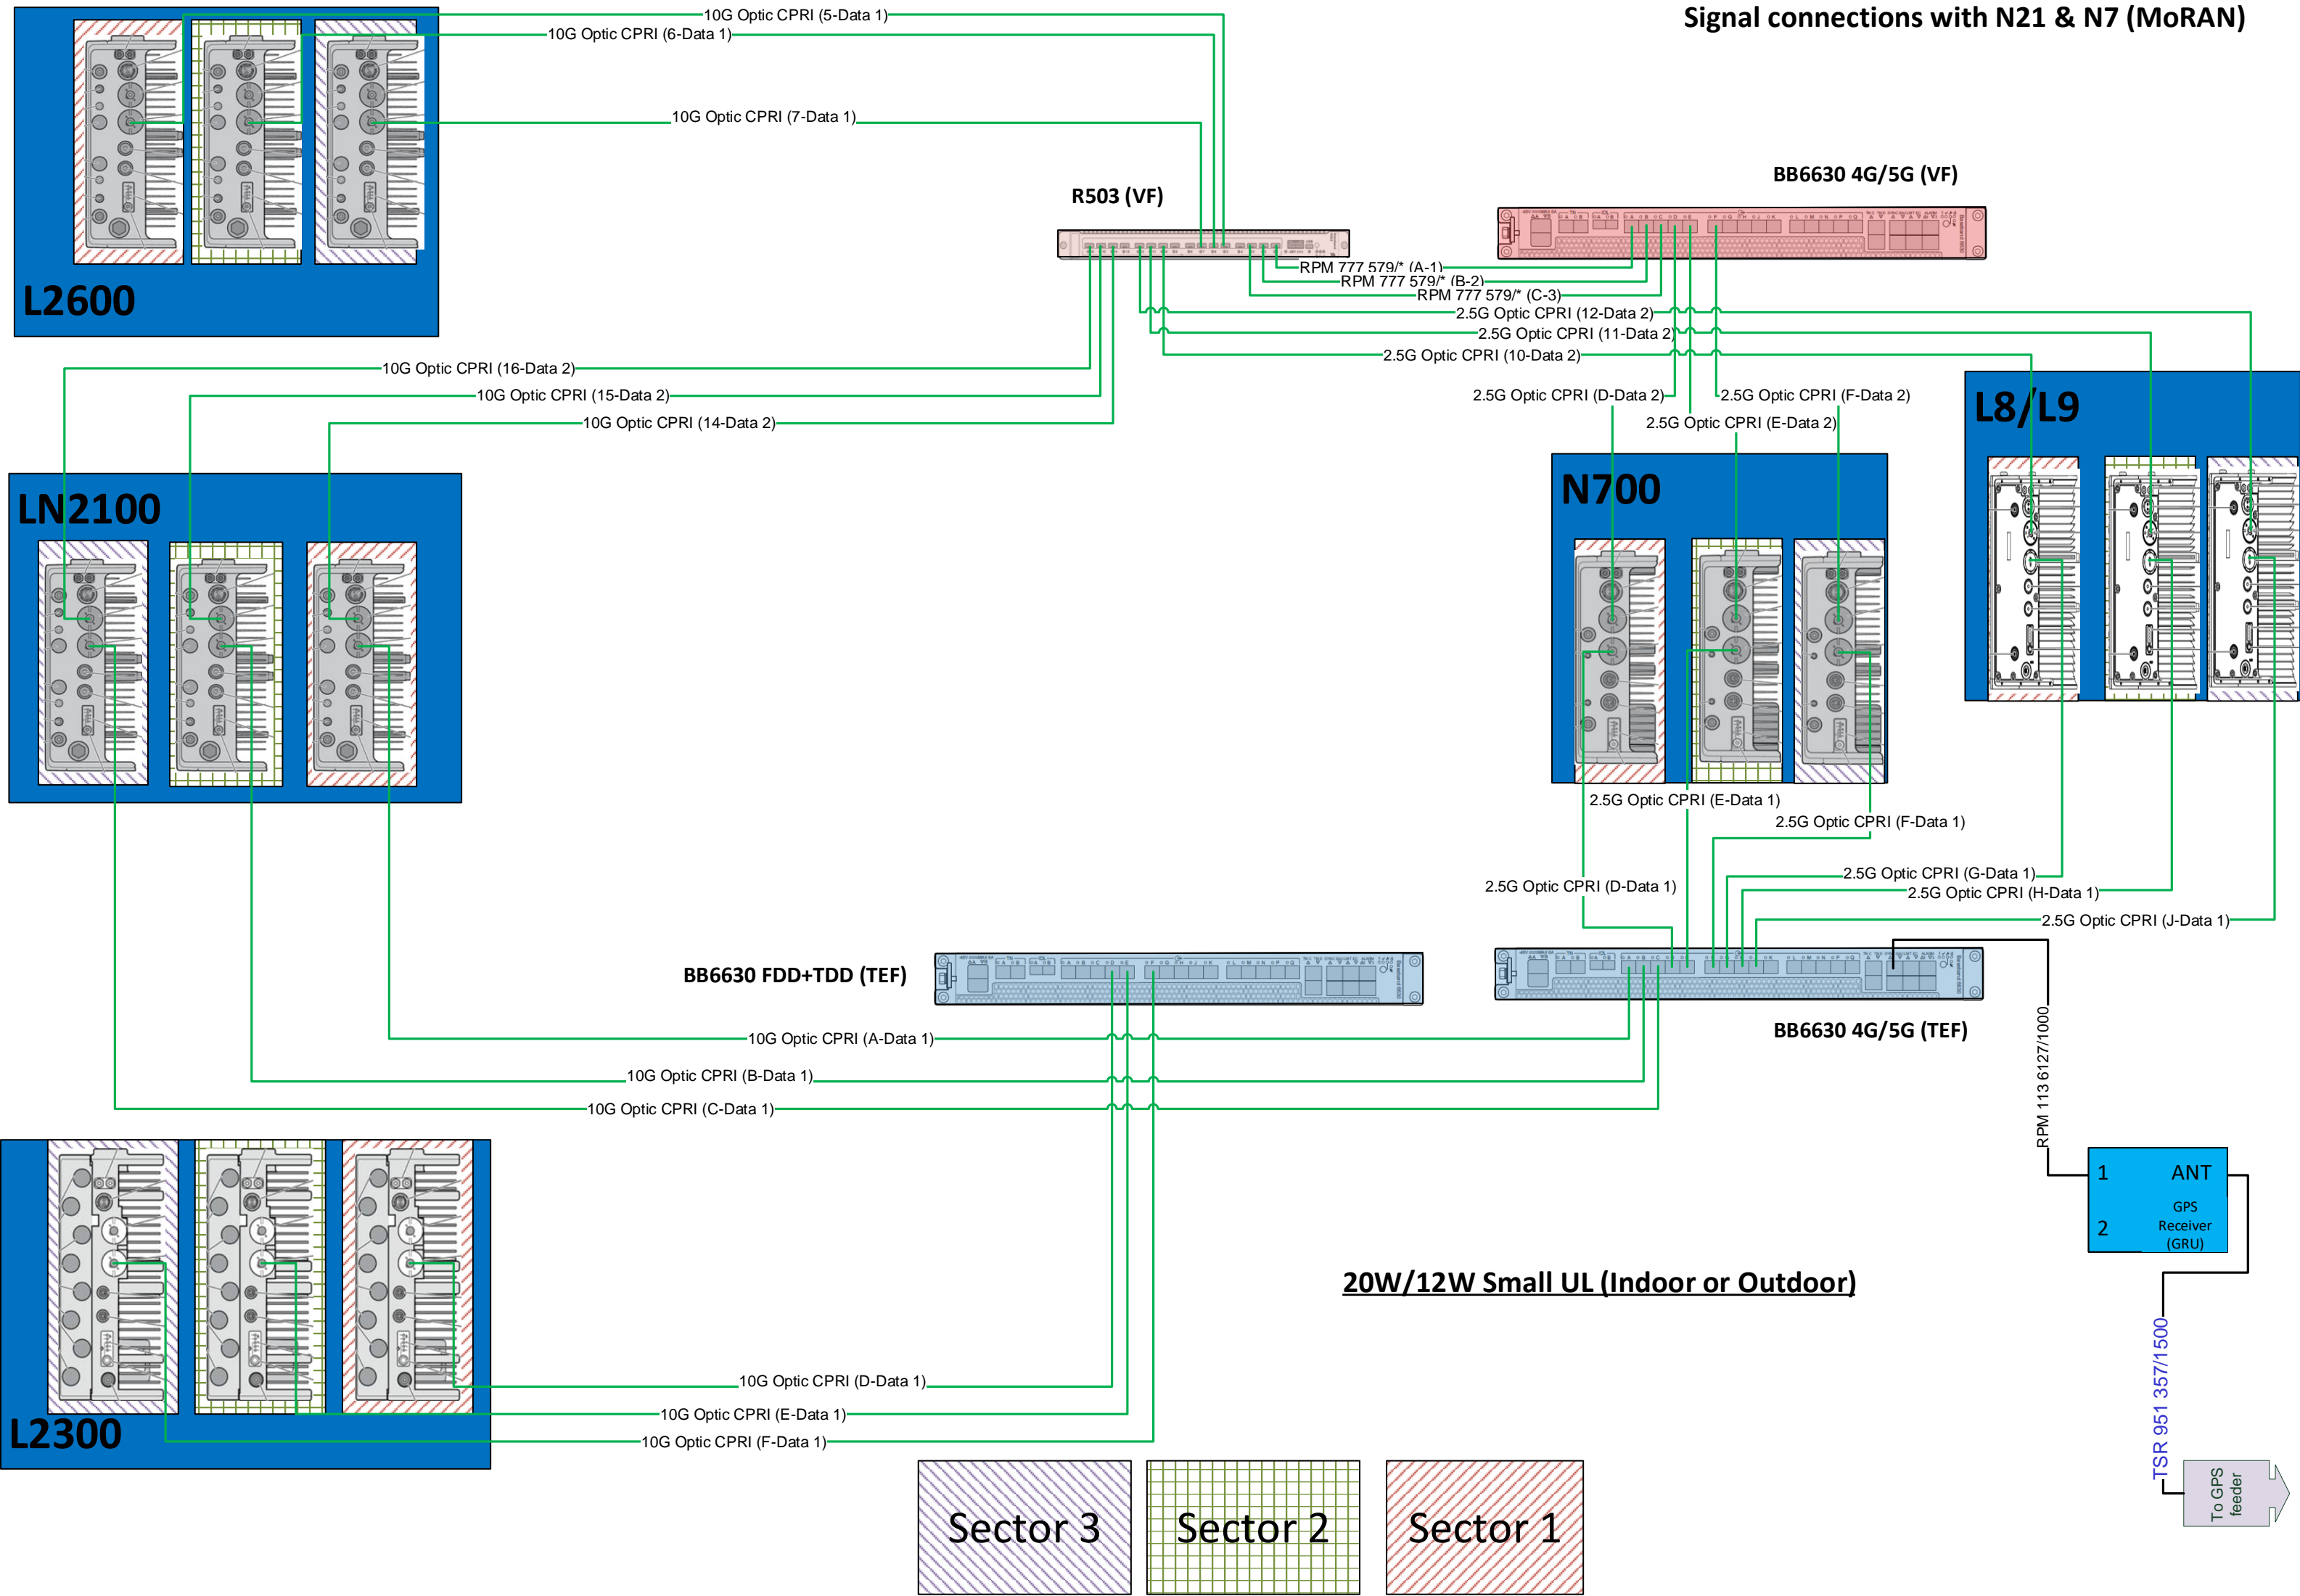 Signal connections with N21 & N7 (MoRAN)
10G Optic CPRI (5-Data 1)
10G Optic CPRI (6-Data 1)
10G Optic CPRI (7-Data 1)
L2600
R503 (VF)
BB6630 4G/5G (VF)
RPM 777 579/* (A-1)
RPM 777 579/* (B-2)
RPM 777 579/* (C-3)
2.5G Optic CPRI (12-Data 2)
2.5G Optic CPRI (11-Data 2)
2.5G Optic CPRI (10-Data 2)
10G Optic CPRI (16-Data 2)
10G Optic CPRI (15-Data 2)
10G Optic CPRI (14-Data 2)
2.5G Optic CPRI (D-Data 2)
2.5G Optic CPRI (F-Data 2)
2.5G Optic CPRI (E-Data 2)
L8/L9
LN2100
N700
2.5G Optic CPRI (E-Data 1)
2.5G Optic CPRI (F-Data 1)
2.5G Optic CPRI (D-Data 1)
2.5G Optic CPRI (G-Data 1)
2.5G Optic CPRI (H-Data 1)
2.5G Optic CPRI (J-Data 1)
BB6630 FDD+TDD (TEF)
BB6630 4G/5G (TEF)
10G Optic CPRI (A-Data 1)
10G Optic CPRI (B-Data 1)
10G Optic CPRI (C-Data 1)
RPM 113 6127/1000
1 ANT
GPS
2 Receiver
(GRU)
20W/12W Small UL (Indoor or Outdoor)
TSR 951 357/1500
10G Optic CPRI (D-Data 1)
10G Optic CPRI (E-Data 1)
10G Optic CPRI (F-Data 1)
L2300
To GPS
feeder
Sector 3
Sector 2
Sector 1